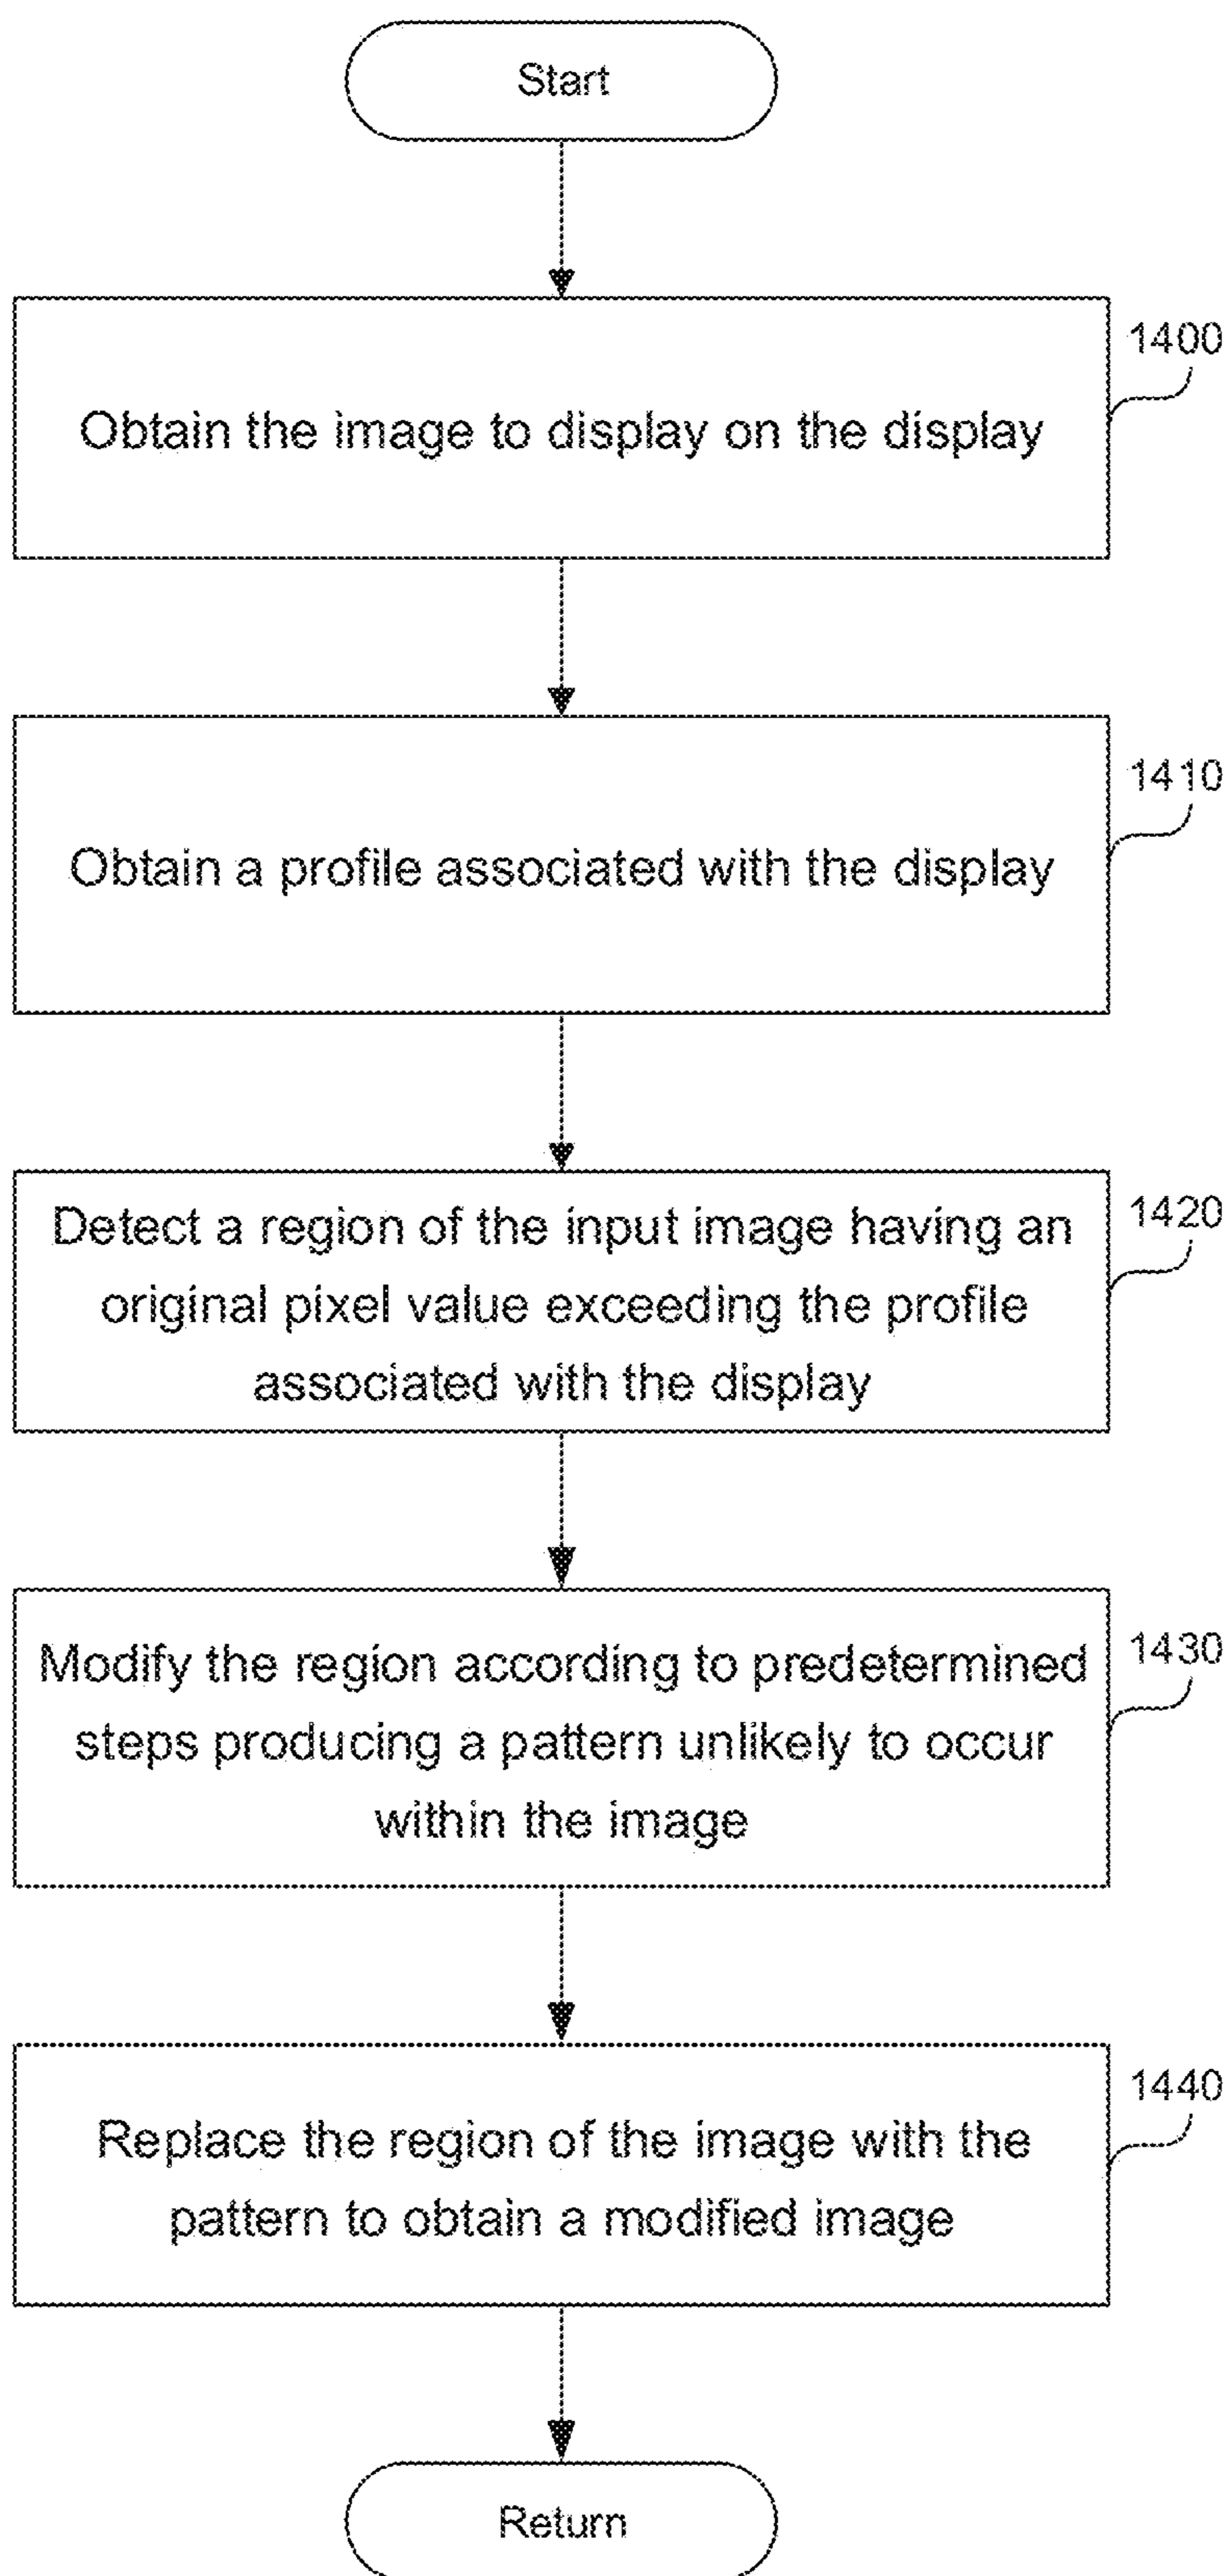 Start
1400
Obtain the image to display on the display
1410
Obtain a profile associated with the display
1420
Detect a region of the input image having an
original pixel value exceeding the profile
associated with the display
1430
Modify the region according to predetermined
steps producing a pattern unlikely to occur
within the image
1440
Replace the region of the image with the
pattern to obtain a modified image
Return